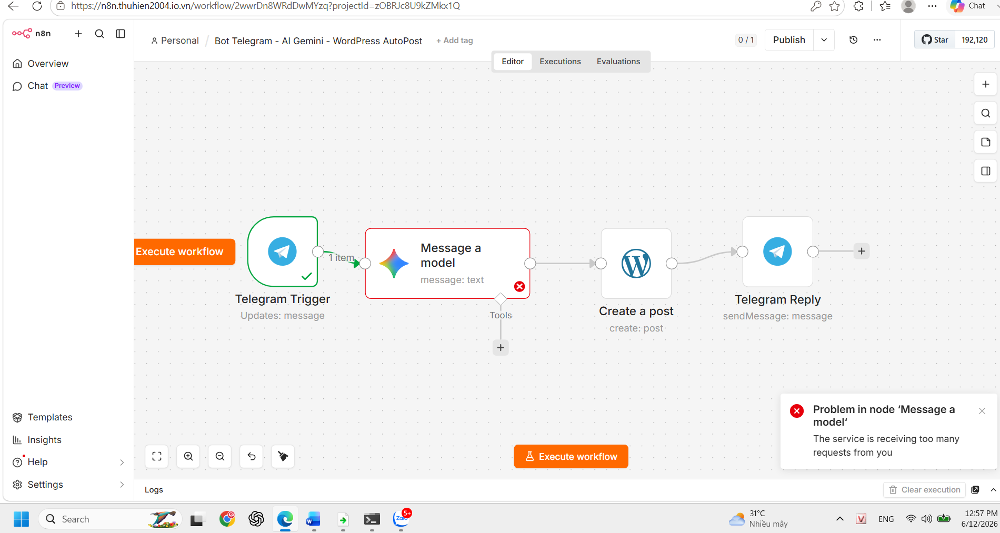 https://n8n.thuhien2004.io.vn/workflow/2wwrDn8WRdDwMYzq?projectId=zOBRJc8U9kZMkx1Q
Chat
n8n
Personal / Bot Telegram - AI Gemini - WordPress AutoPost + Add tag
0 / 1
Publish
Star
192,120
Editor
Executions
Evaluations
Overview
Chat Preview
Execute workflow
1 item
Message a
model
message: text
Telegram Trigger
Updates: message
Tools
Create a post
create: post
Telegram Reply
sendMessage: message
Templates
Insights
Help
Settings
Execute workflow
Problem in node ‘Message a
model‘
The service is receiving too many
requests from you
Logs
Clear execution
Search
Zalo
5+
31°C
Nhiều mây
V
ENG
12:57 PM
6/12/2026